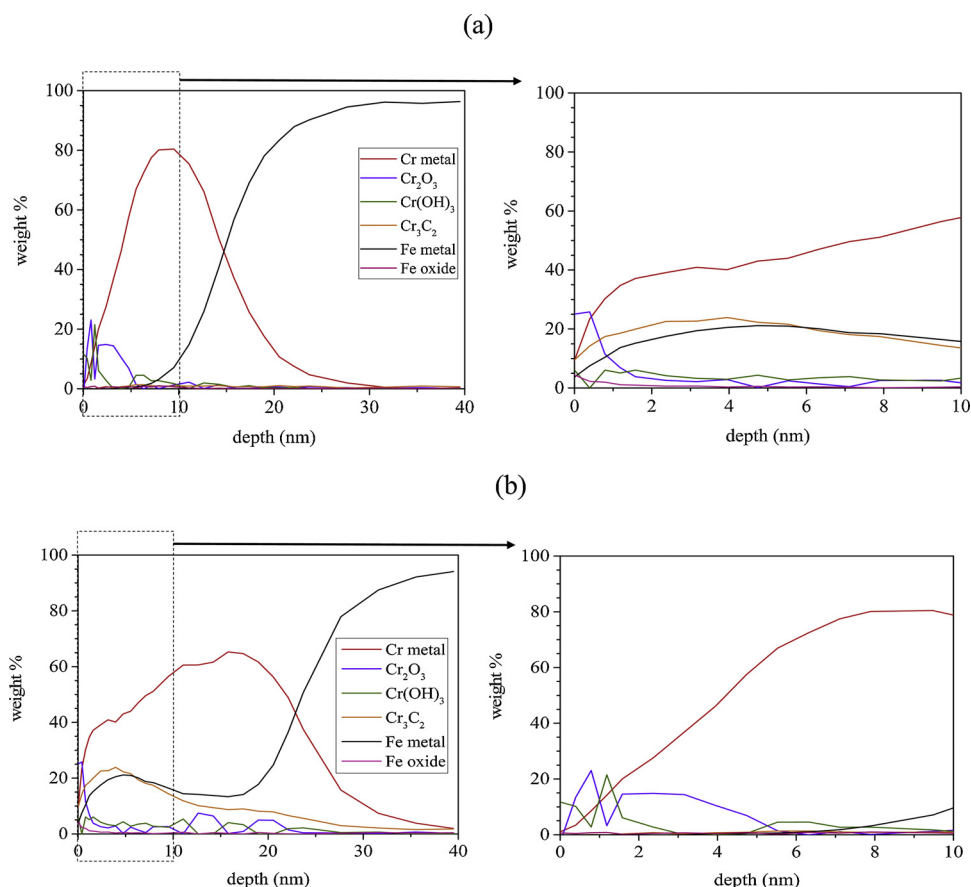 (a)
100
80
60
40
20
0
weight %
Cr metal
Cr₂O₃
Cr(OH)₃
Cr₃C₂
Fe metal
Fe oxide
0 10 20 30 40
depth (nm)
100
80
60
40
20
0
weight %
0 2 4 6 8 10
depth (nm)
(b)
100
80
60
40
20
0
weight %
Cr metal
Cr₂O₃
Cr(OH)₃
Cr₃C₂
Fe metal
Fe oxide
0 10 20 30 40
depth (nm)
100
80
60
40
20
0
weight %
0 2 4 6 8 10
depth (nm)